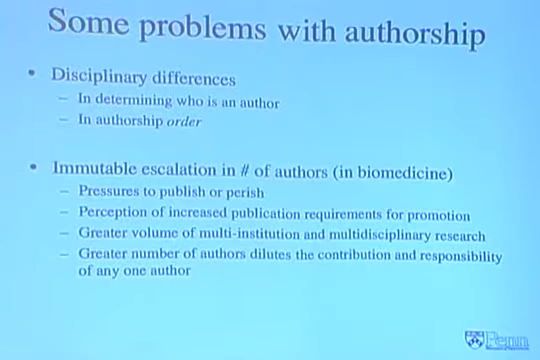 Some problems with authorship
• Disciplinary differences
– In determining who is an author
– In authorship order
• Immutable escalation in # of authors (in biomedicine)
– Pressures to publish or perish
– Perception of increased publication requirements for promotion
– Greater volume of multi-institution and multidisciplinary research
– Greater number of authors dilutes the contribution and responsibility
of any one author
Penn